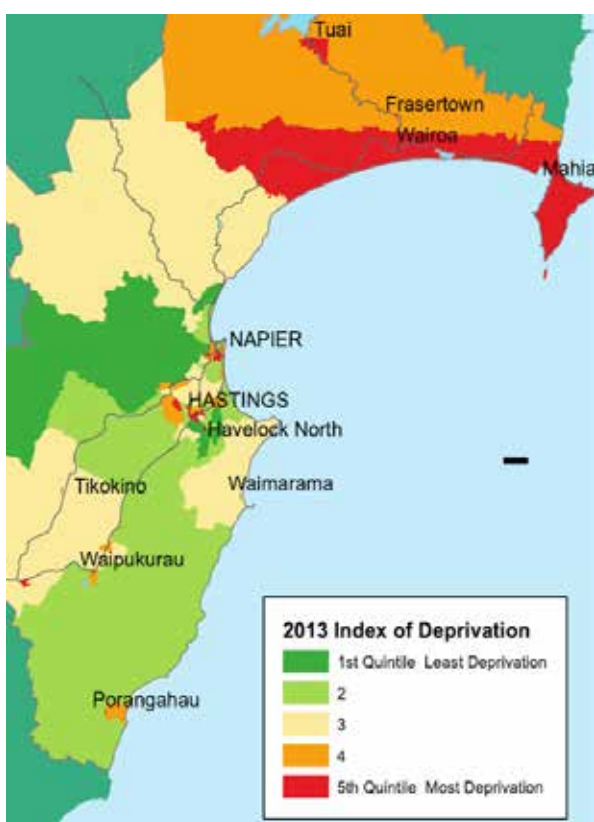 Tuai
Frasertown
Wairoa
Mahia
NAPIER
HASTINGS
Havelock North
Tikokino
Waimarama
Waipukurau
Porangahau
2013 Index of Deprivation
1st Quintile Least Deprivation
2
3
4
5th Quintile Most Deprivation